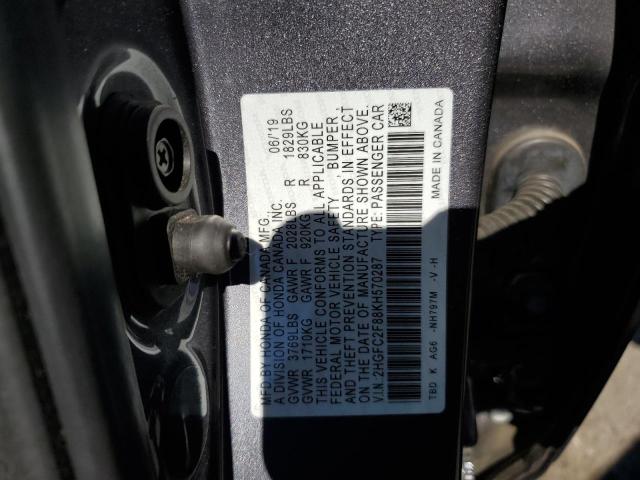 MFD BY HONDA OF CANADA MFG. 06/'19
A DIVISION OF HONDA CANADA INC.
GVWR 3769LBS GAWR F 2028LBS R 1829LBS
GVWR 1710KG GAWR F 920KG R 830KG
THIS VEHICLE CONFORMS TO ALL APPLICABLE
FEDERAL MOTOR VEHICLE SAFETY , BUMPER ,
AND THEFT PREVENTION STANDARDS IN EFFECT
ON THE DATE OF MANUFACTURE SHOWN ABOVE.
V.I.N. 2HGFC2F88KH570287 TYPE: PASSENGER CAR
TBD K AG6 -NH797M -V -H MADE IN CANADA